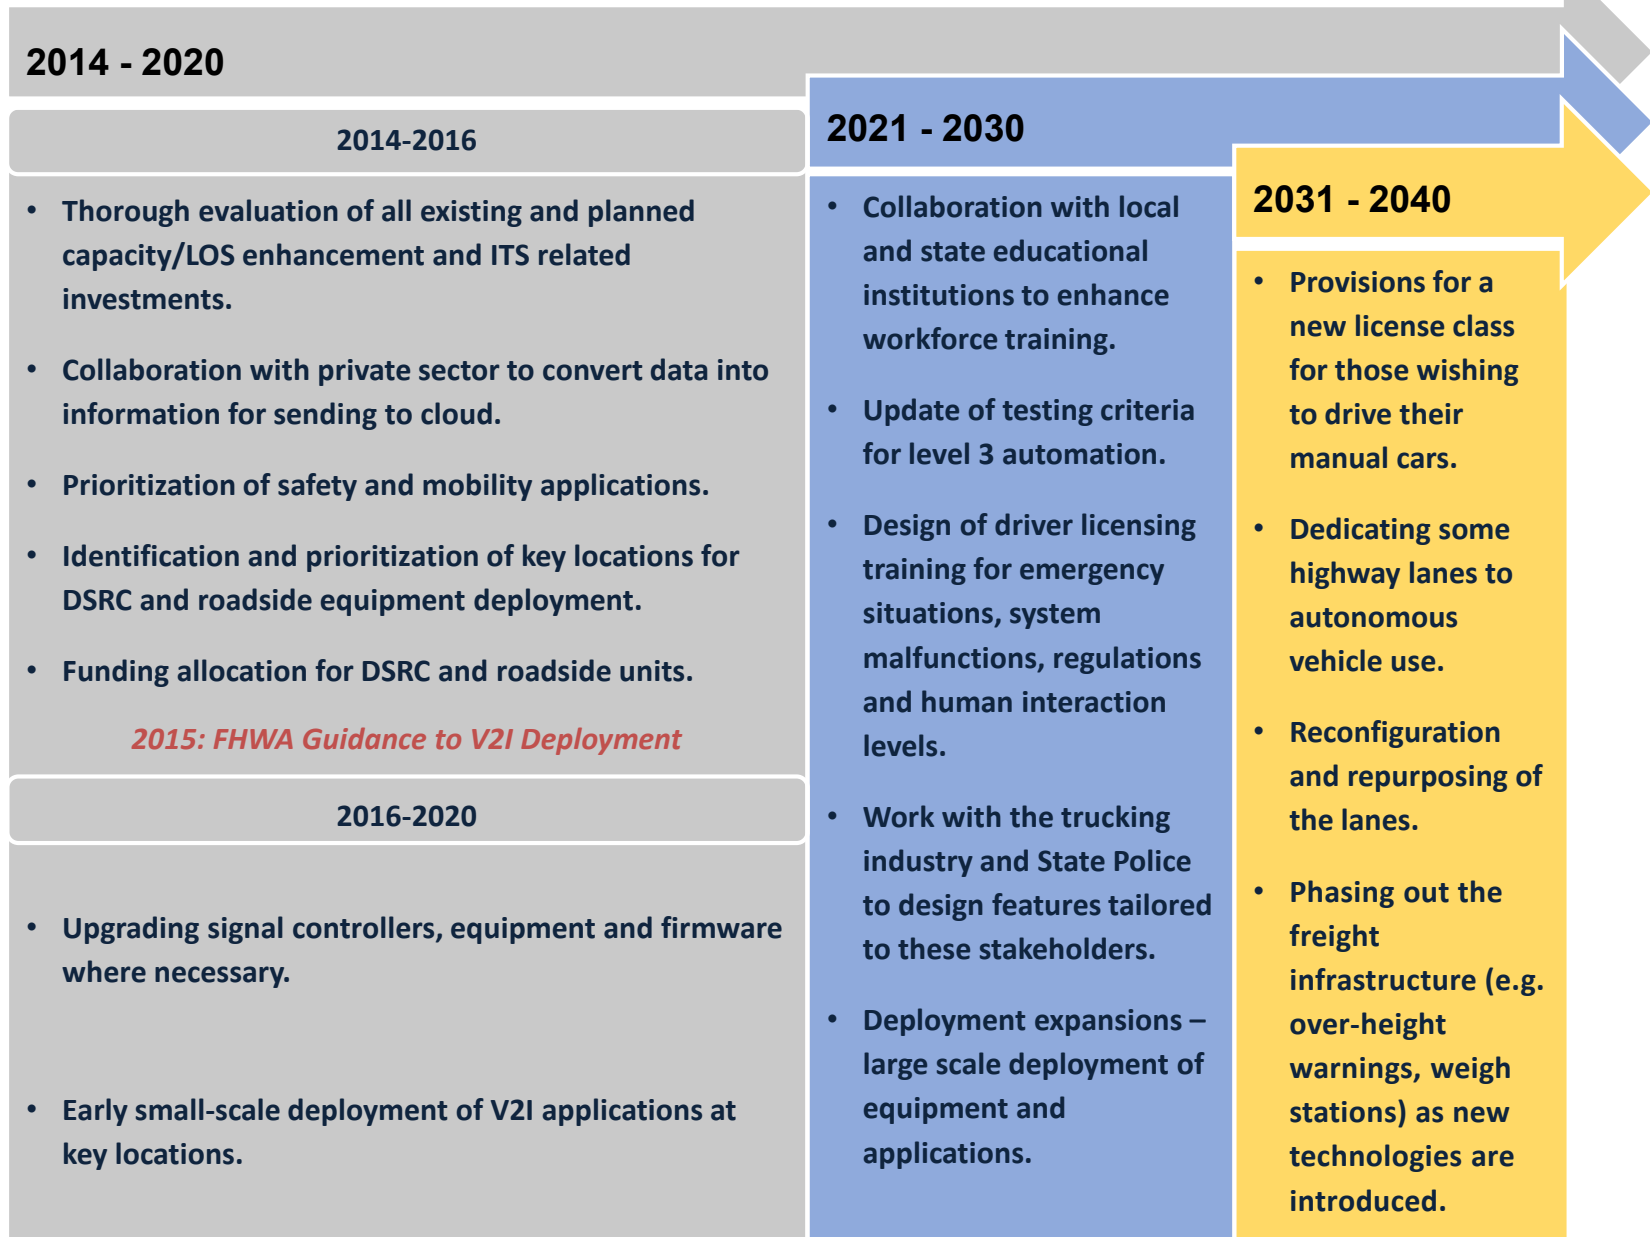 2014 - 2020
2014-2016
• Thorough evaluation of all existing and planned
capacity/LOS enhancement and ITS related
investments.
• Collaboration with private sector to convert data into
information for sending to cloud.
• Prioritization of safety and mobility applications.
• Identification and prioritization of key locations for
DSRC and roadside equipment deployment.
• Funding allocation for DSRC and roadside units.
2015: FHWA Guidance to V2I Deployment
2016-2020
• Upgrading signal controllers, equipment and firmware
where necessary.
• Early small-scale deployment of V2I applications at
key locations.
2021 - 2030
• Collaboration with local
and state educational
institutions to enhance
workforce training.
• Update of testing criteria
for level 3 automation.
• Design of driver licensing
training for emergency
situations, system
malfunctions, regulations
and human interaction
levels.
• Work with the trucking
industry and State Police
to design features tailored
to these stakeholders.
• Deployment expansions –
large scale deployment of
equipment and
applications.
2031 - 2040
• Provisions for a
new license class
for those wishing
to drive their
manual cars.
• Dedicating some
highway lanes to
autonomous
vehicle use.
• Reconfiguration
and repurposing of
the lanes.
• Phasing out the
freight
infrastructure (e.g.
over-height
warnings, weigh
stations) as new
technologies are
introduced.